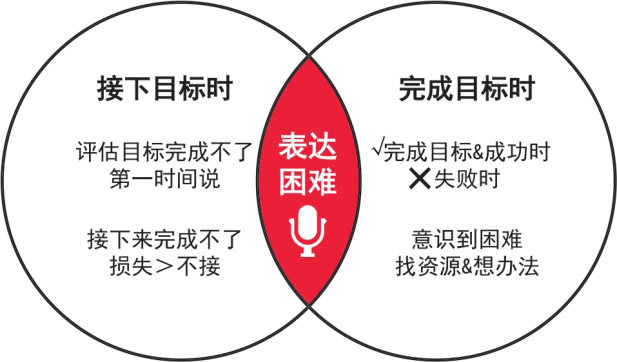 接下目标时
评估目标完成不了
第一时间说
接下来完成不了
损失＞不接
表达
困难
完成目标时
√完成目标&成功时
✕失败时
意识到困难
找资源&想办法